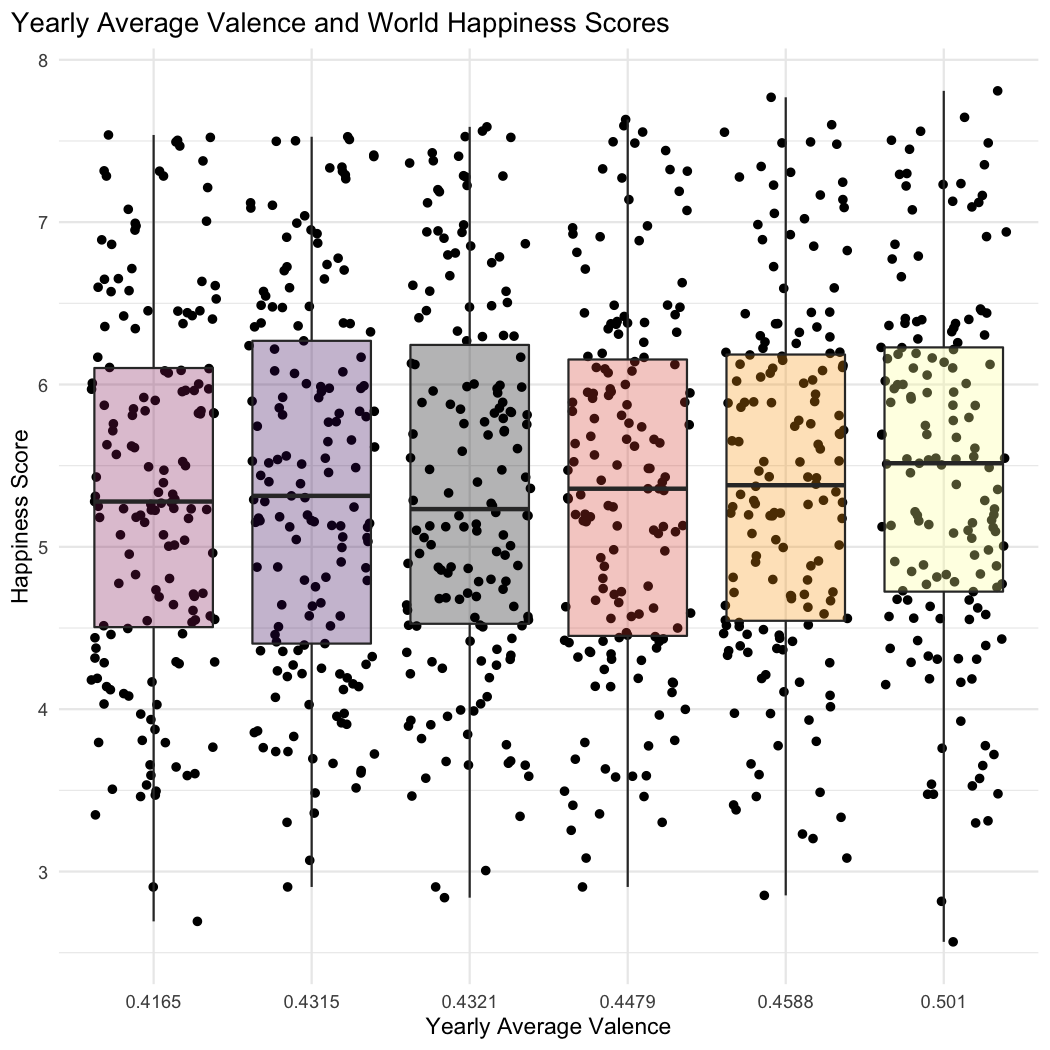 Yearly Average Valence and World Happiness Scores
8
7
6
5
4
3
Happiness Score
0.4165 0.4315 0.4321 0.4479 0.4588 0.501
Yearly Average Valence